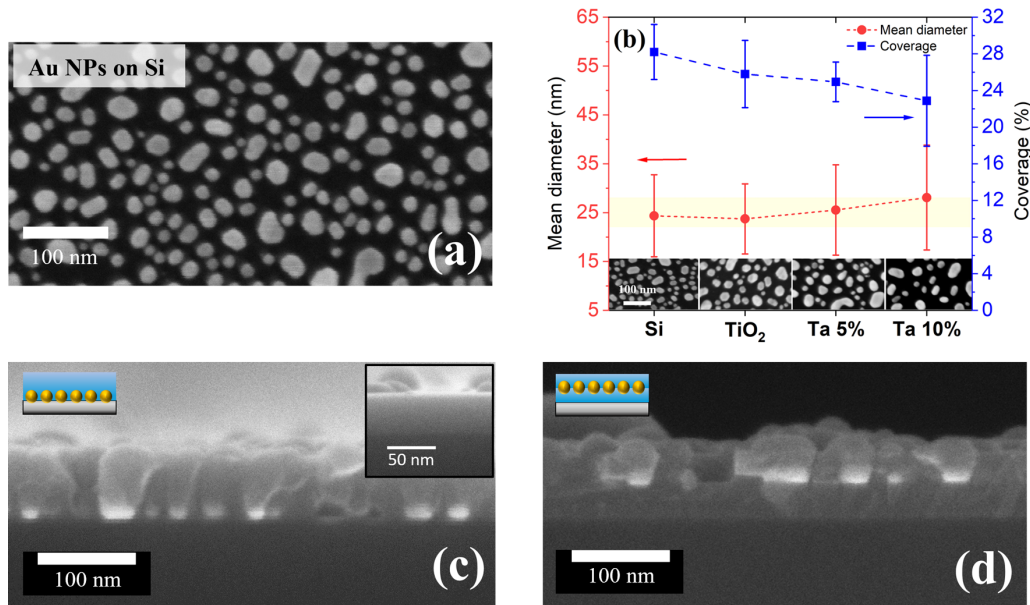 Au NPs on Si
100 nm
(a)
(b)
Mean diameter
Coverage
65
55
45
35
25
15
5
Mean diameter (nm)
32
28
24
20
16
12
8
4
0
Coverage (%)
100 nm
Si
TiO₂
Ta 5%
Ta 10%
50 nm
100 nm
(c)
100 nm
(d)